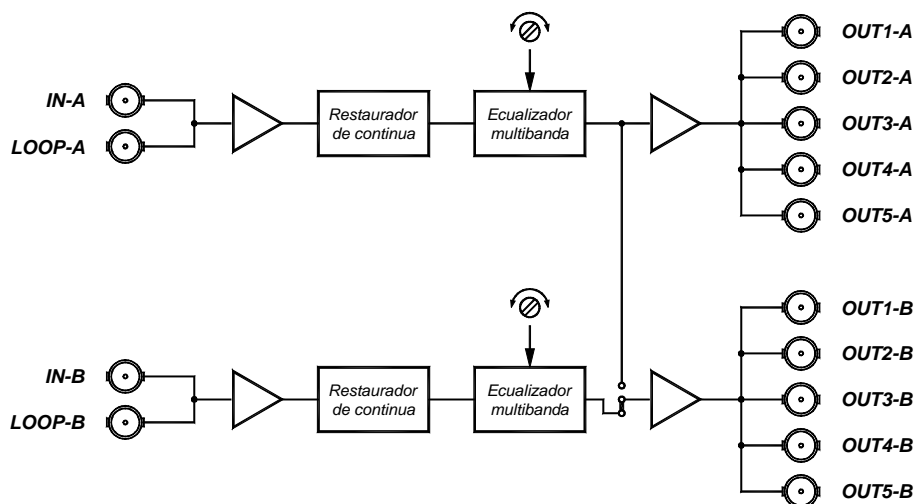 IN-A
LOOP-A
Restaurador
de continua
Ecualizador
multibanda
OUT1-A
OUT2-A
OUT3-A
OUT4-A
OUT5-A
IN-B
LOOP-B
Restaurador
de continua
Ecualizador
multibanda
OUT1-B
OUT2-B
OUT3-B
OUT4-B
OUT5-B